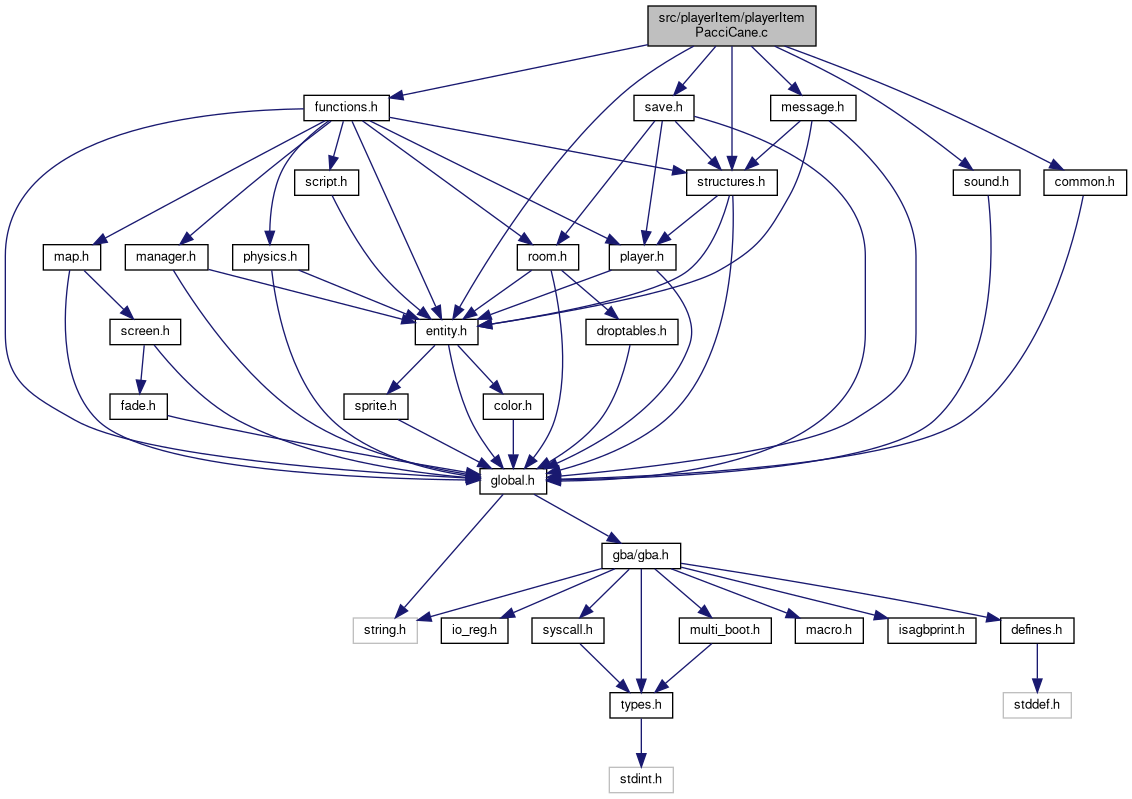 src/playerItem/playerItem
PacciCane.c
functions.h
save.h
message.h
script.h
structures.h
sound.h
common.h
map.h
manager.h
physics.h
room.h
player.h
screen.h
entity.h
droptables.h
fade.h
sprite.h
color.h
global.h
gba/gba.h
string.h
io_reg.h
syscall.h
multi_boot.h
macro.h
isagbprint.h
defines.h
types.h
stddef.h
stdint.h